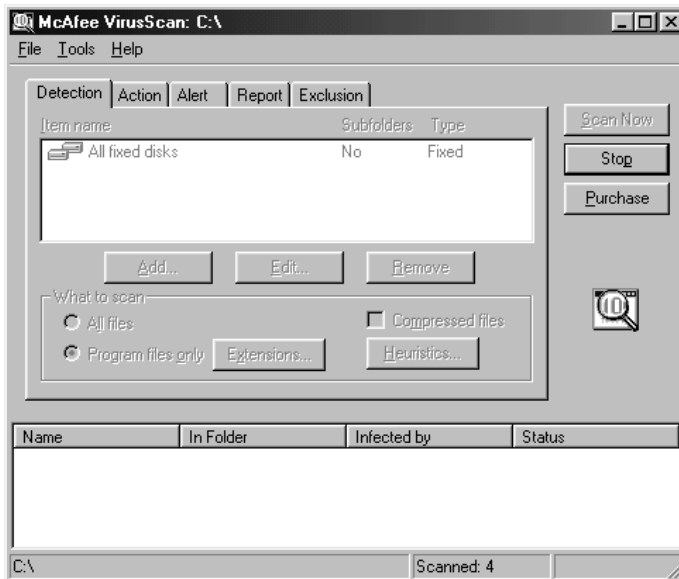 McAfee VirusScan: C:\
File Tools Help
Detection Action Alert Report Exclusion
Item name Subfolders Type
All fixed disks No Fixed
Scan Now
Stop
Purchase
Add... Edit... Remove
What to scan
All files Compressed files
Program files only Extensions... Heuristics...
Name In Folder Infected by Status
C:\ Scanned: 4